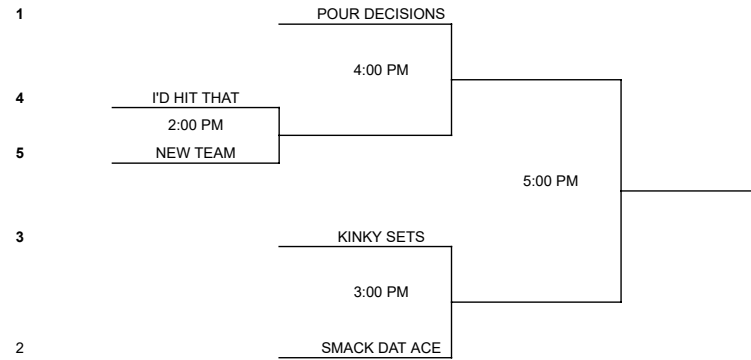 1 POUR DECISIONS
4:00 PM
4 I'D HIT THAT
2:00 PM
5 NEW TEAM
5:00 PM
3 KINKY SETS
3:00 PM
2 SMACK DAT ACE